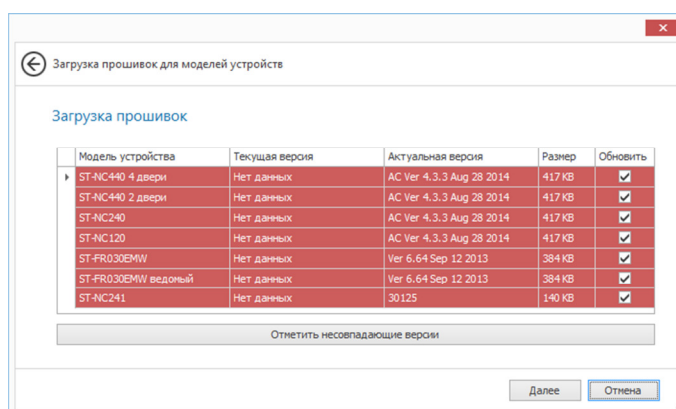 Загрузка прошивок для моделей устройств
Загрузка прошивок
Модель устройства Текущая версия Актуальная версия Размер Обновить
ST-NC440 4 двери Нет данных AC Ver 4.3.3 Aug 28 2014 417 KB
ST-NC440 2 двери Нет данных AC Ver 4.3.3 Aug 28 2014 417 KB
ST-NC240 Нет данных AC Ver 4.3.3 Aug 28 2014 417 KB
ST-NC120 Нет данных AC Ver 4.3.3 Aug 28 2014 417 KB
ST-FR030EMW Нет данных Ver 6.64 Sep 12 2013 384 KB
ST-FR030EMW ведомый Нет данных Ver 6.64 Sep 12 2013 384 KB
ST-NC241 Нет данных 30125 140 KB
Отметить несовпадающие версии
Далее Отмена